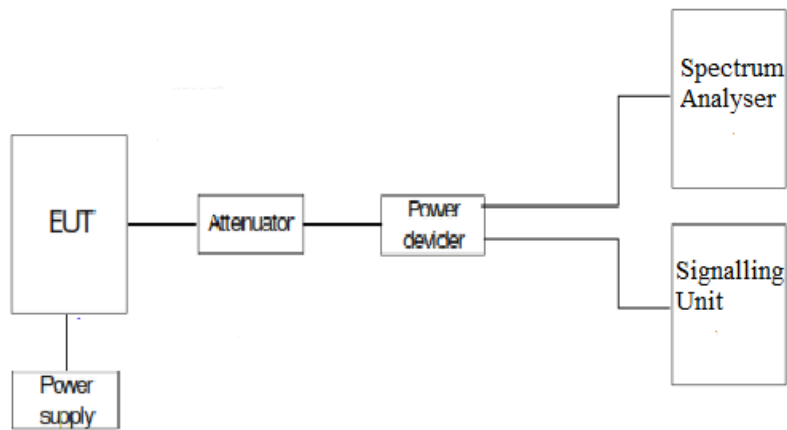 Spectrum
Analyser
EUT
Attenuator
Power
devider
Signalling
Unit
Power
supply